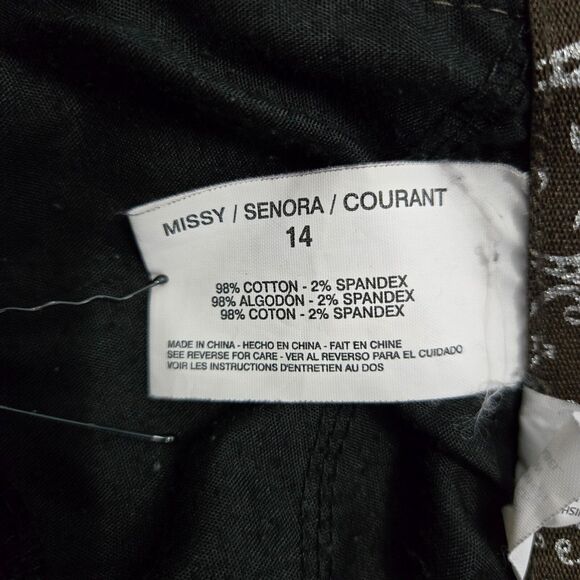 MISSY / SENORA / COURANT
14
98% COTTON - 2% SPANDEX
98% ALGODÓN - 2% SPANDEX
98% COTON - 2% SPANDEX
MADE IN CHINA - HECHO EN CHINA - FAIT EN CHINE
SEE REVERSE FOR CARE - VER AL REVERSO PARA EL CUIDADO
VOIR LES INSTRUCTIONS D'ENTRETIEN AU DOS